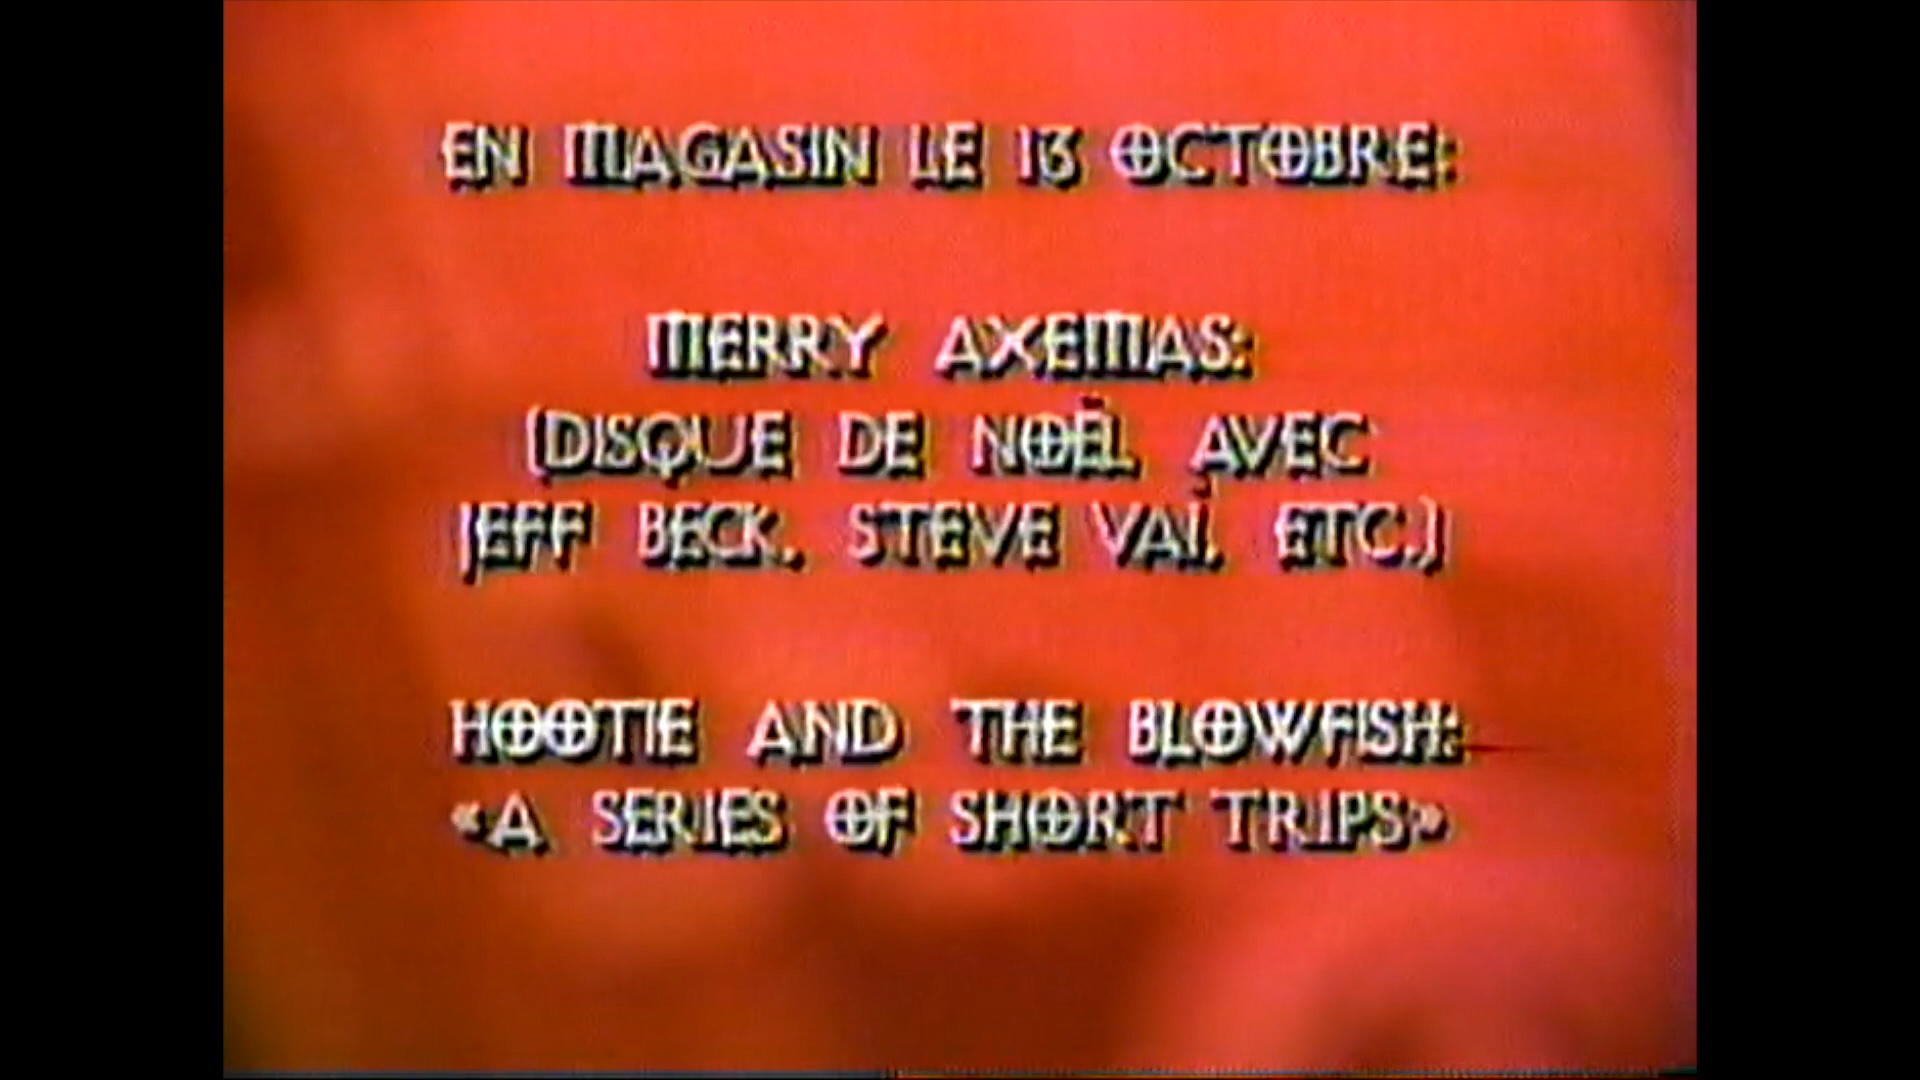 EN MAGASIN LE 13 OCTOBRE:
MERRY AXEMAS:
(DISQUE DE NOËL AVEC
JEFF BECK, STEVE VAÏ, ETC.)
HOOTIE AND THE BLOWFISH:
«A SERIES OF SHORT TRIPS»